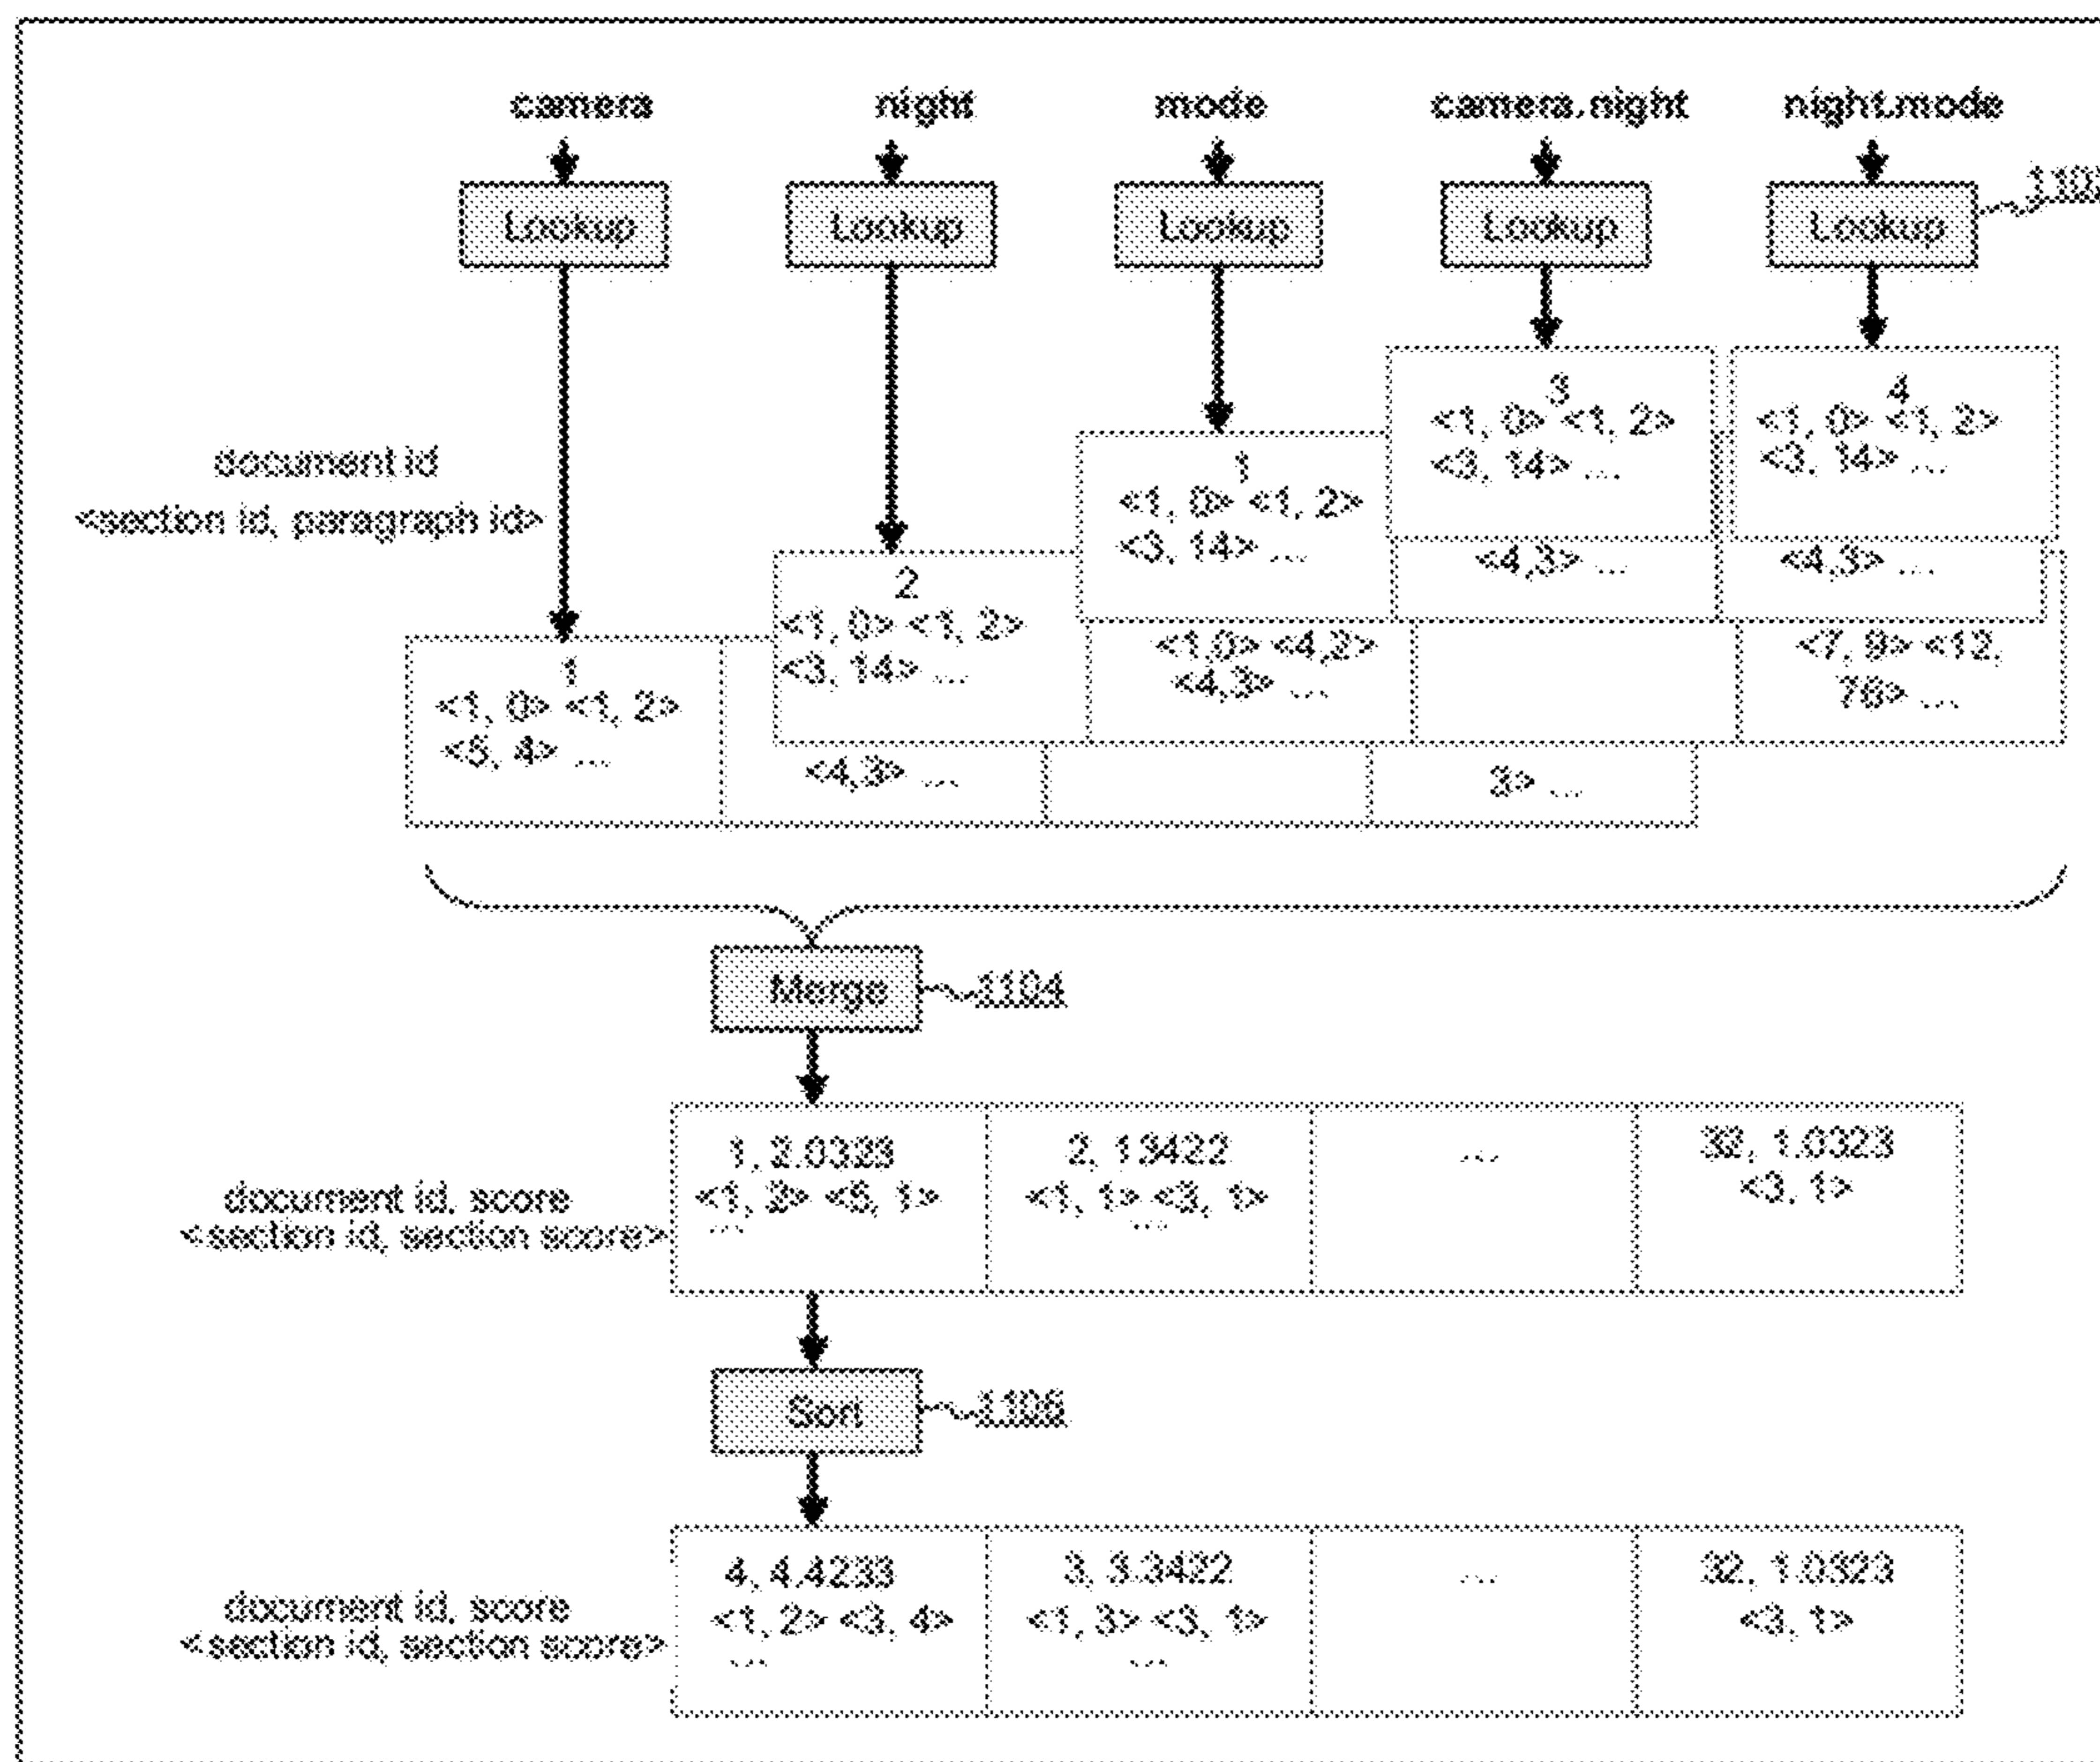 camera night mode camera.night night.mode
Lookup Lookup Lookup Lookup Lookup
document id
<section id, paragraph id>
3
<1, 0> <1, 2>
<3, 14> ...
4
<1, 0> <1, 2>
<3, 14> ...
1
<1, 0> <1, 2>
<3, 14> ...
<4,3> ...
<4,3> ...
2
<1, 0> <1, 2>
<3, 14> ...
<1,0> <4,2>
<4,3> ...
<7, 9> <12,
76> ...
1
<1, 0> <1, 2>
<5, 4> ...
<4,3> ...
3> ...
Merge 1104
document id, score
<section id, section score>
1, 2.0323
<1, 2> <5, 1>
...
2, 13422
<1, 1> <3, 1>
...
...
32, 1.0323
<3, 1>
Sort 1106
document id, score
<section id, section score>
4, 4.4233
<1, 2> <3, 4>
...
3, 3.3422
<1, 3> <3, 1>
...
...
32, 1.0323
<3, 1>